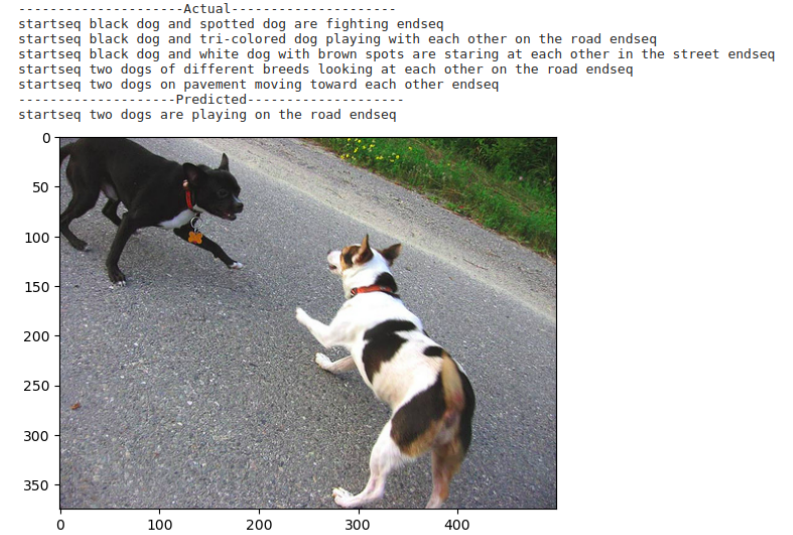 ---------------------Actual---------------------
startseq black dog and spotted dog are fighting endseq
startseq black dog and tri-colored dog playing with each other on the road endseq
startseq black dog and white dog with brown spots are staring at each other in the street endseq
startseq two dogs of different breeds looking at each other on the road endseq
startseq two dogs on pavement moving toward each other endseq
--------------------Predicted--------------------
startseq two dogs are playing on the road endseq
0
50
100
150
200
250
300
350
0 100 200 300 400